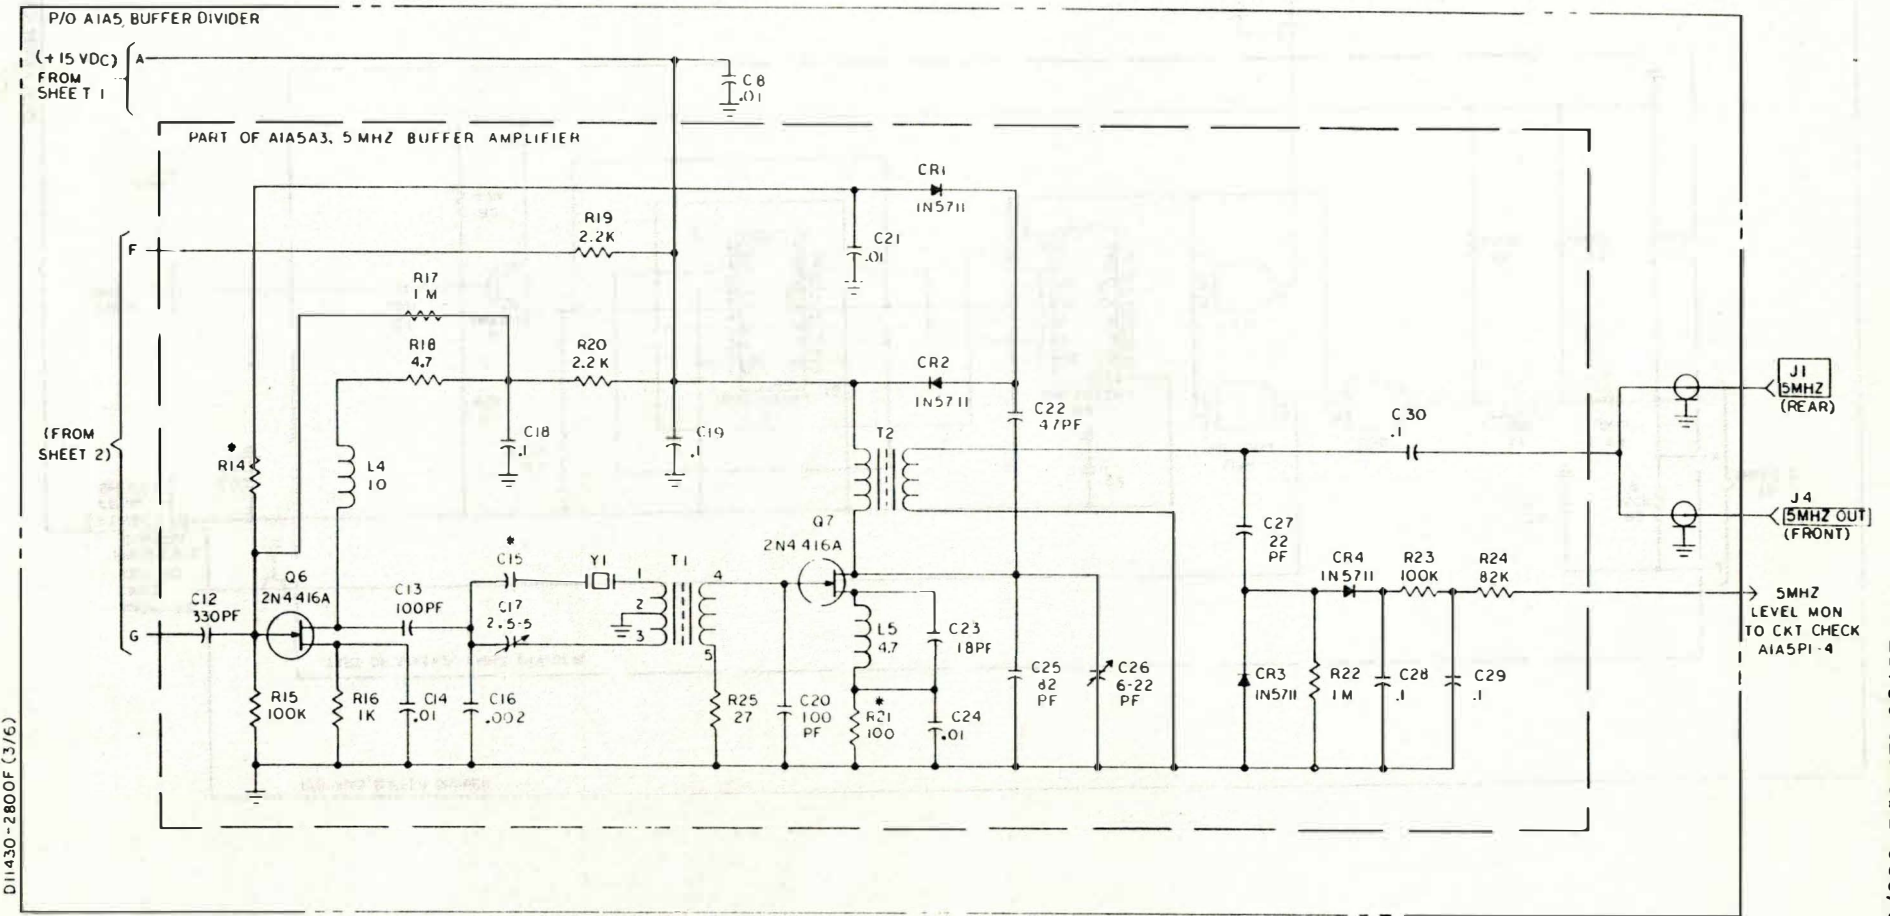 P/O A1A5, BUFFER DIVIDER
(+15 VDC)
FROM
SHEET 1
A
C8
.01
PART OF A1A5A3, 5 MHZ BUFFER AMPLIFIER
CR1
1N5711
R19
2.2K
F
C21
.01
R17
1 M
R18
4.7
R20
2.2 K
CR2
1N5711
J1
5MHZ
(REAR)
C22
47PF
C30
.1
(FROM
SHEET 2)
*
R14
L4
10
C18
.1
C19
.1
T2
J4
5MHZ OUT
(FRONT)
Q7
2N4416A
C27
22
PF
*
C15
Y1
T1
1
2
3
4
5
CR4
1N5711
R23
100K
R24
82K
Q6
2N4416A
C12
330PF
C13
100PF
C17
2.5-5
G
5MHZ
LEVEL MON
TO CKT CHECK
A1A5P1-4
L5
4.7
C23
18PF
R15
100K
R16
1K
C14
.01
C16
.002
R25
27
C20
100
PF
*
R21
100
C24
.01
C25
82
PF
C26
6-22
PF
CR3
1N5711
R22
1 M
C28
.1
C29
.1
D11430-2800F (3/6)